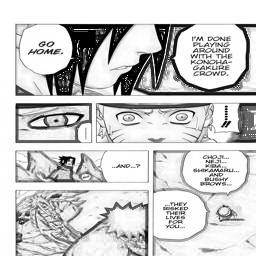 GO
HOME.
I'M DONE
PLAYING
AROUND
WITH THE
KONOHA-
GAKURE
CROWD.
!!
...AND...?
CHOJI...
NEJI...
KIBA...
SHIKAMARU...
AND
BUSHY
BROWS...
...THEY
RISKED
THEIR
LIVES
FOR
YOU...